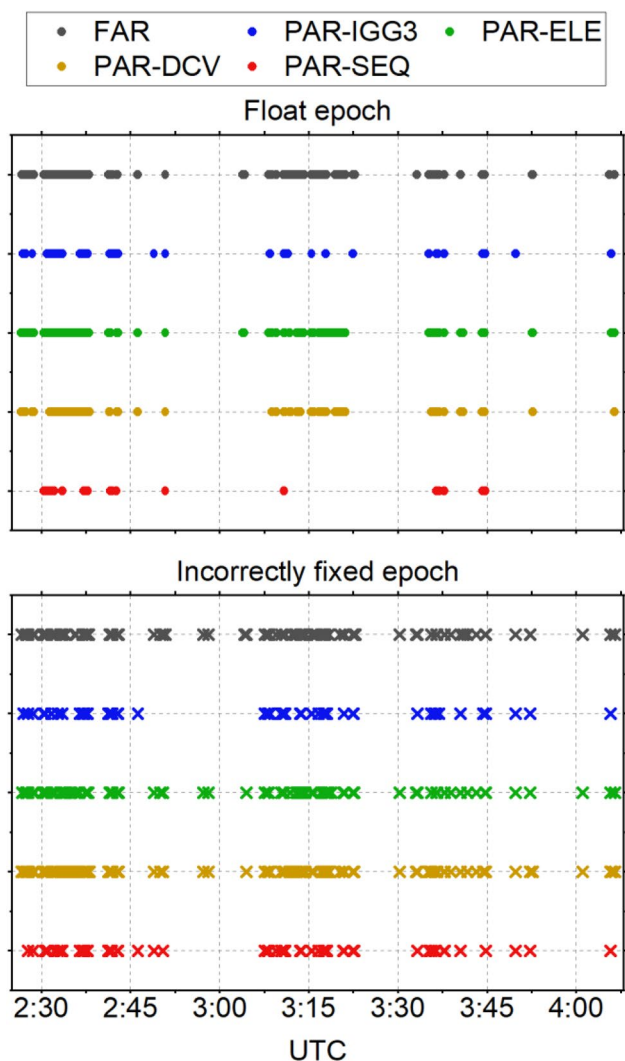 FAR PAR-IGG3 PAR-ELE
PAR-DCV PAR-SEQ
Float epoch
Incorrectly fixed epoch
2:30 2:45 3:00 3:15 3:30 3:45 4:00
UTC